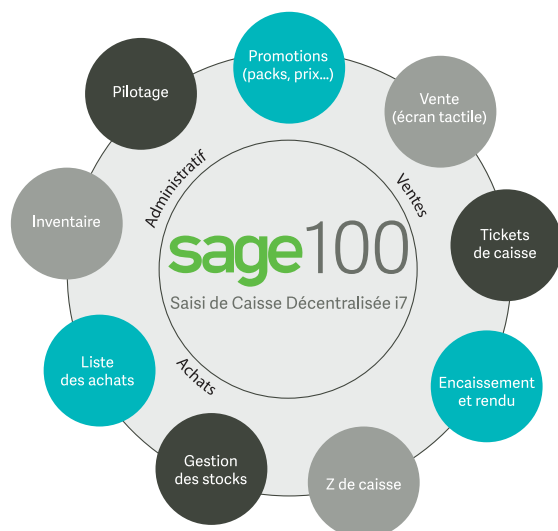 Promotions
(packs, prix...)
Vente
(écran tactile)
Tickets
de caisse
Encaissement
et rendu
Z de caisse
Gestion
des stocks
Liste
des achats
Inventaire
Pilotage
Administratif
Ventes
Achats
sage100
Saisi de Caisse Décentralisée i7